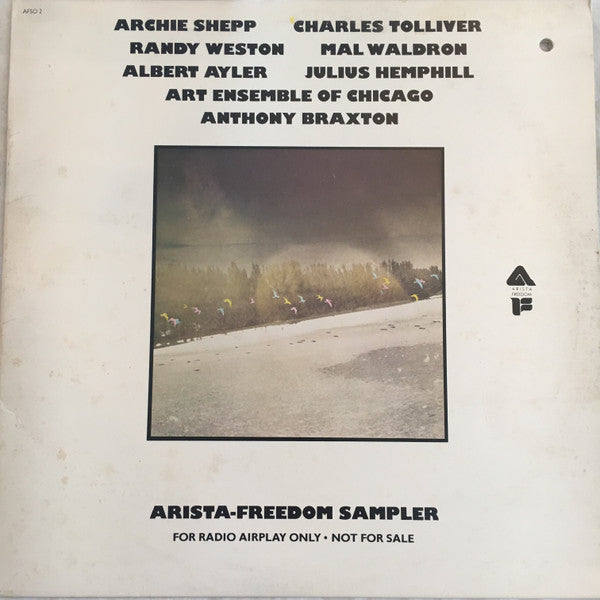 AFSO 2
ARCHIE SHEPP CHARLES TOLLIVER
RANDY WESTON MAL WALDRON
ALBERT AYLER JULIUS HEMPHILL
ART ENSEMBLE OF CHICAGO
ANTHONY BRAXTON
ARISTA
FREEDOM
F
ARISTA-FREEDOM SAMPLER
FOR RADIO AIRPLAY ONLY • NOT FOR SALE